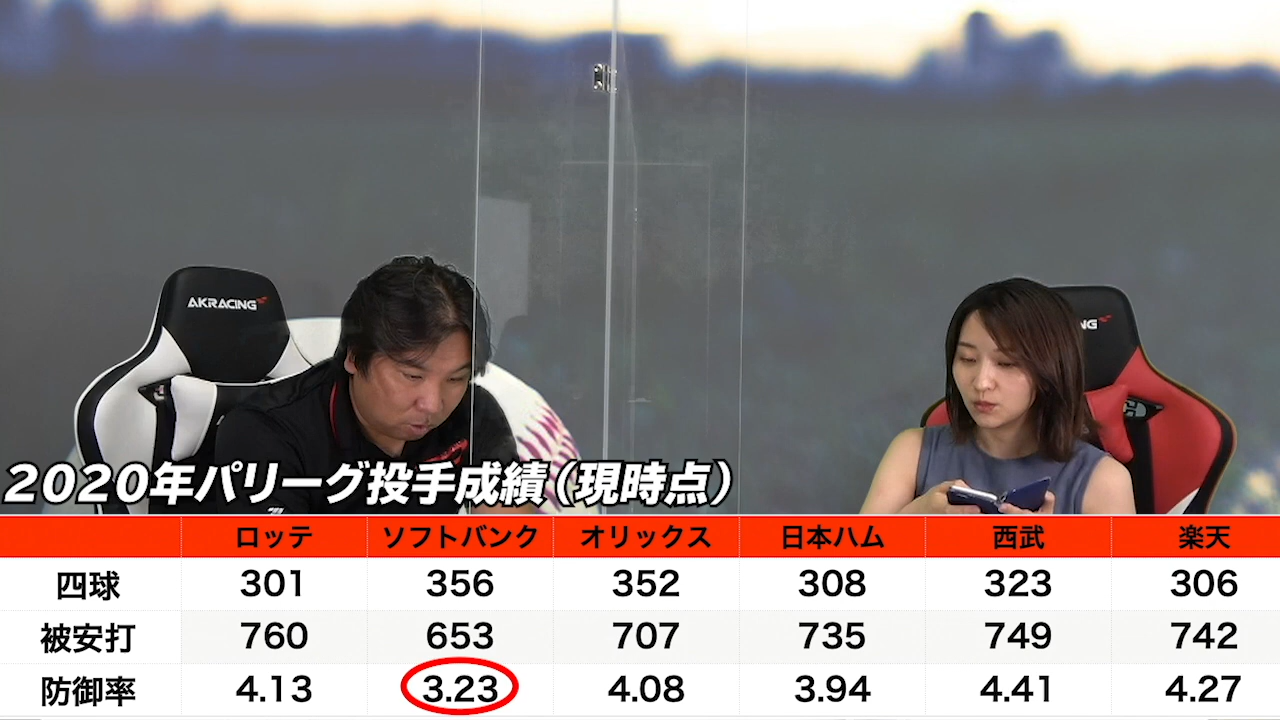 AKRACING
NG
2020年パリーグ投手成績(現時点)
ロッテ ソフトバンク オリックス 日本ハム 西武 楽天
四球 301 356 352 308 323 306
被安打 760 653 707 735 749 742
防御率 4.13 3.23 4.08 3.94 4.41 4.27